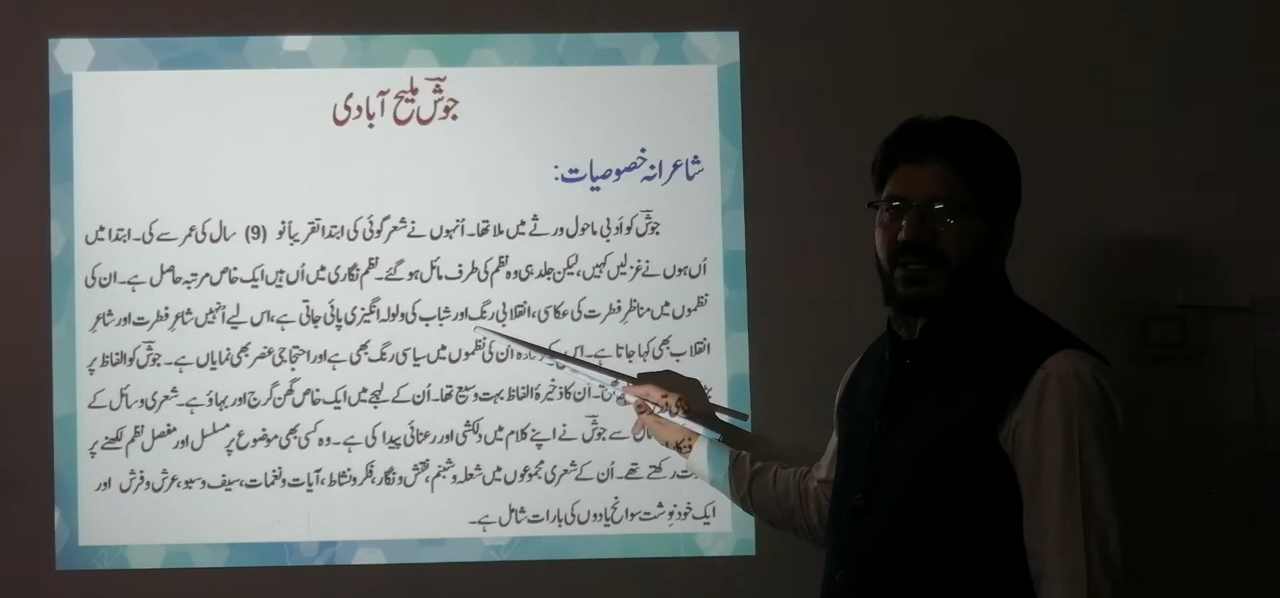 جوشؔ ملیح آبادی
شاعرانہ خصوصیات:
جوشؔ کو اَدبی ماحول ورثے میں ملا تھا۔ اُنہوں نے شعر گوئی کی ابتدا تقریباً نو (9) سال کی عمر سے کی۔ ابتدا میں
اُں ہوں نے غزلیں کہیں، لیکن جلد ہی وہ نظم کی طرف مائل ہو گئے۔ نظم نگاری میں اُں ہیں ایک خاص مرتبہ حاصل ہے۔ ان کی
نظموں میں مناظرِ فطرت کی عکاسی، انقلابی رنگ اور شباب کی ولولہ انگیزی پائی جاتی ہے، اس لیے اُنہیں شاعرِ فطرت اور شاعرِ
انقلاب بھی کہا جاتا ہے۔ اس کے ان کی نظموں میں سیاسی رنگ بھی ہے اور احتجاجی عنصر بھی نمایاں ہے۔ جوشؔ کو الفاظ پر
اُن کا ذخیرۂ الفاظ بہت وسیع تھا۔ اُن کے لہجے میں ایک خاص گھن گرج اور بہاؤ ہے۔ شعری وسائل کے
سے جوشؔ نے اپنے کلام میں دلکشی اور رعنائی پیدا کی ہے۔ وہ کسی بھی موضوع پر مسلسل اور مفصل نظم لکھنے پر
رکھتے تھے۔ اُن کے شعری مجموعوں میں شعلہ و شبنم، نقش و نگار، فکر و نشاط، آیات و نغمات، سیف و سبو، عرش و فرش اور
ایک خود نوشت سوانح یادوں کی بارات شامل ہے۔